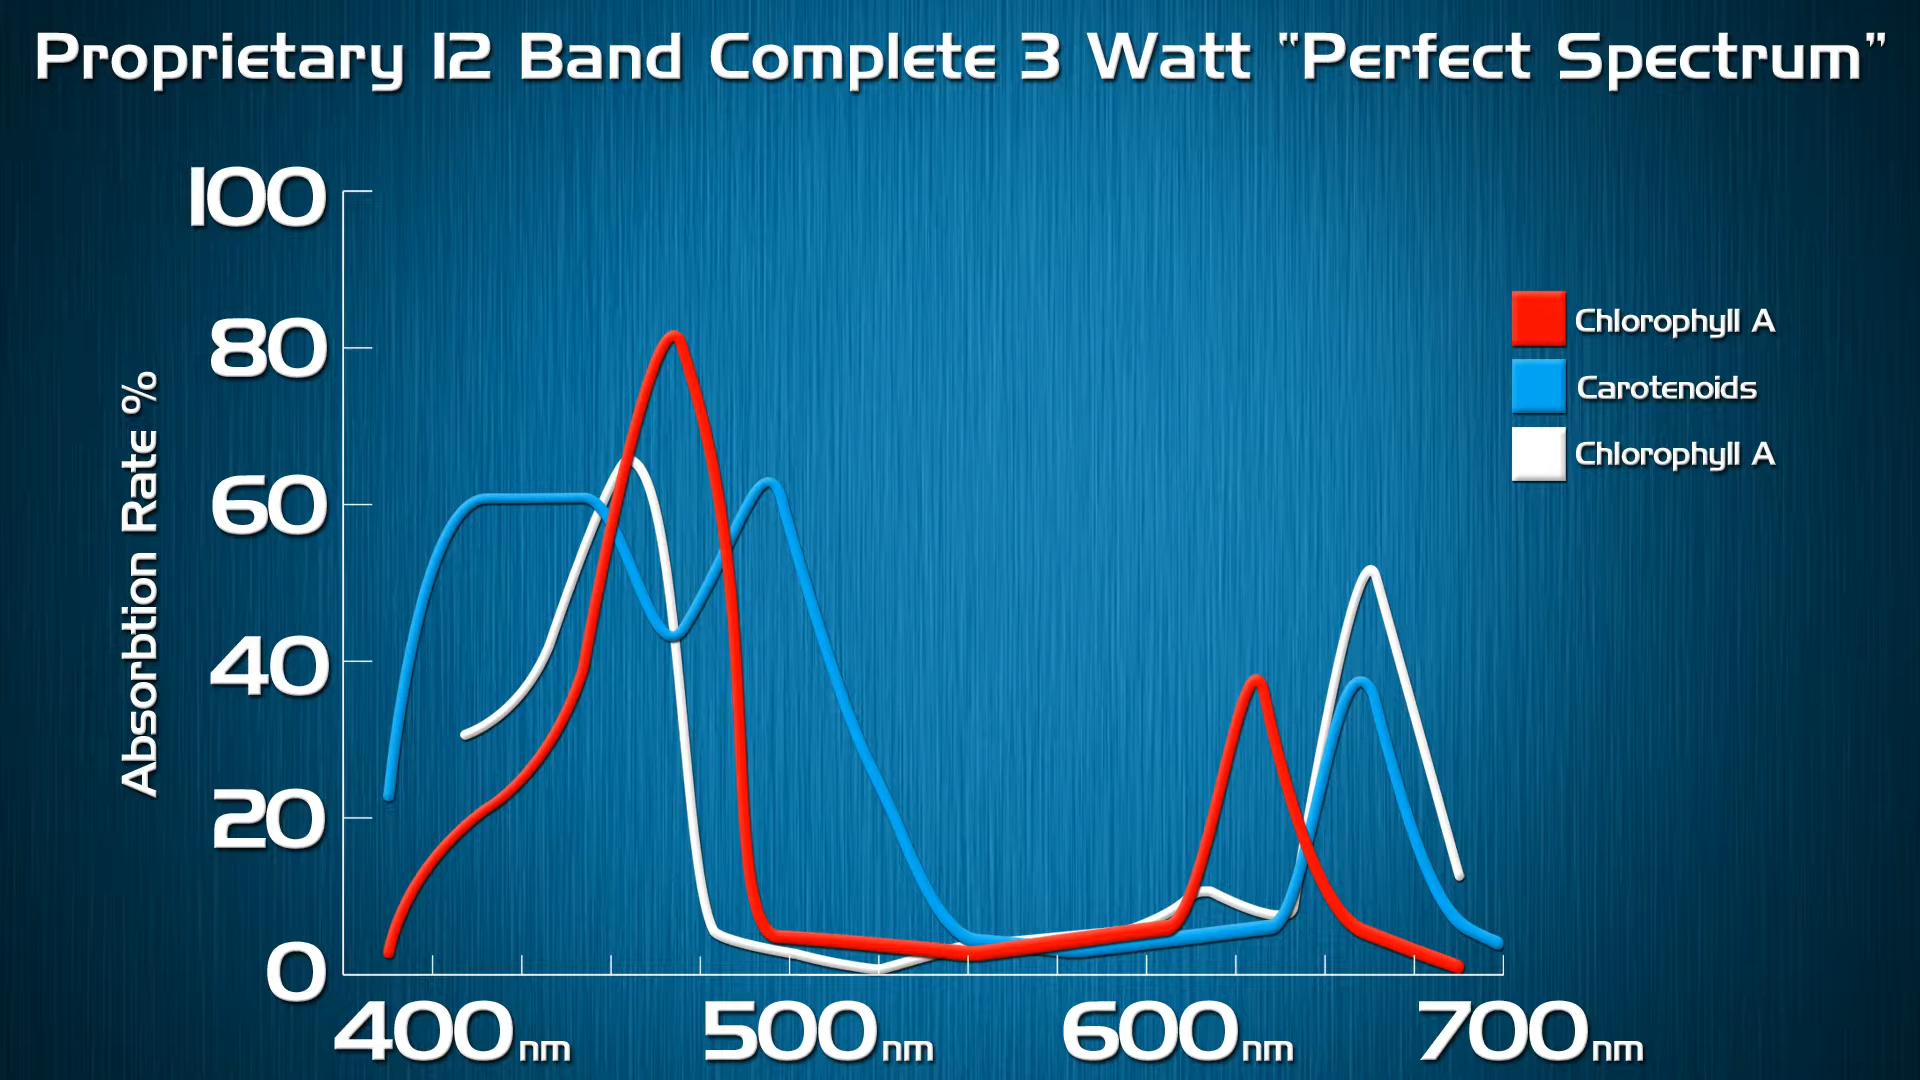 Proprietary 12 Band Complete 3 Watt “Perfect Spectrum”
100
80
60
40
20
0
Absorbtion Rate %
400nm 500nm 600nm 700nm
Chlorophyll A
Carotenoids
Chlorophyll A